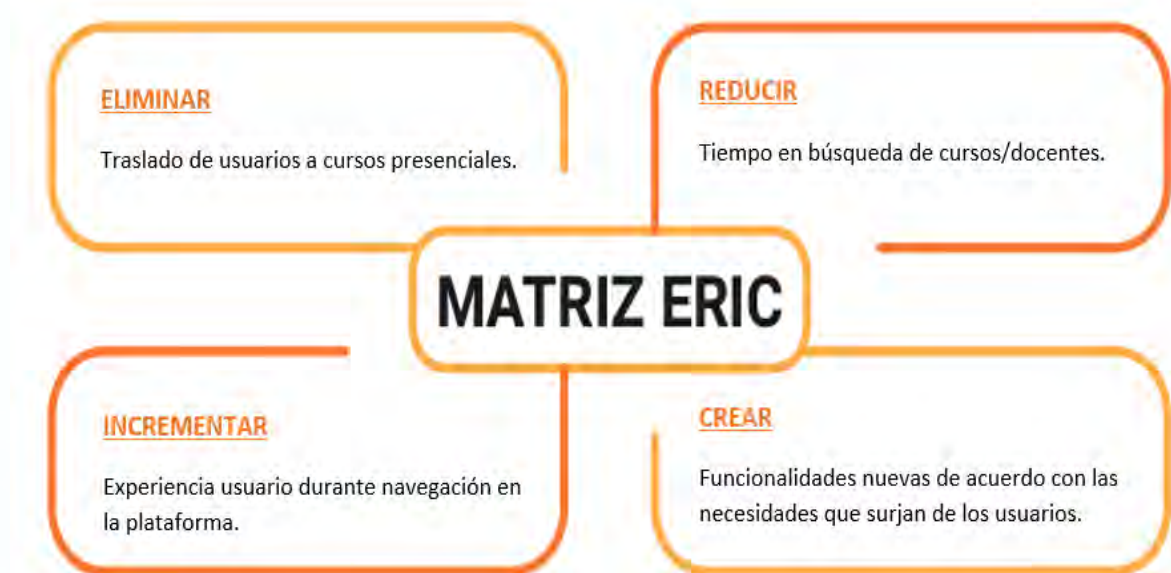 ELIMINAR
Traslado de usuarios a cursos presenciales.
REDUCIR
Tiempo en búsqueda de cursos/docentes.
MATRIZ ERIC
INCREMENTAR
Experiencia usuario durante navegación en
la plataforma.
CREAR
Funcionalidades nuevas de acuerdo con las
necesidades que surjan de los usuarios.